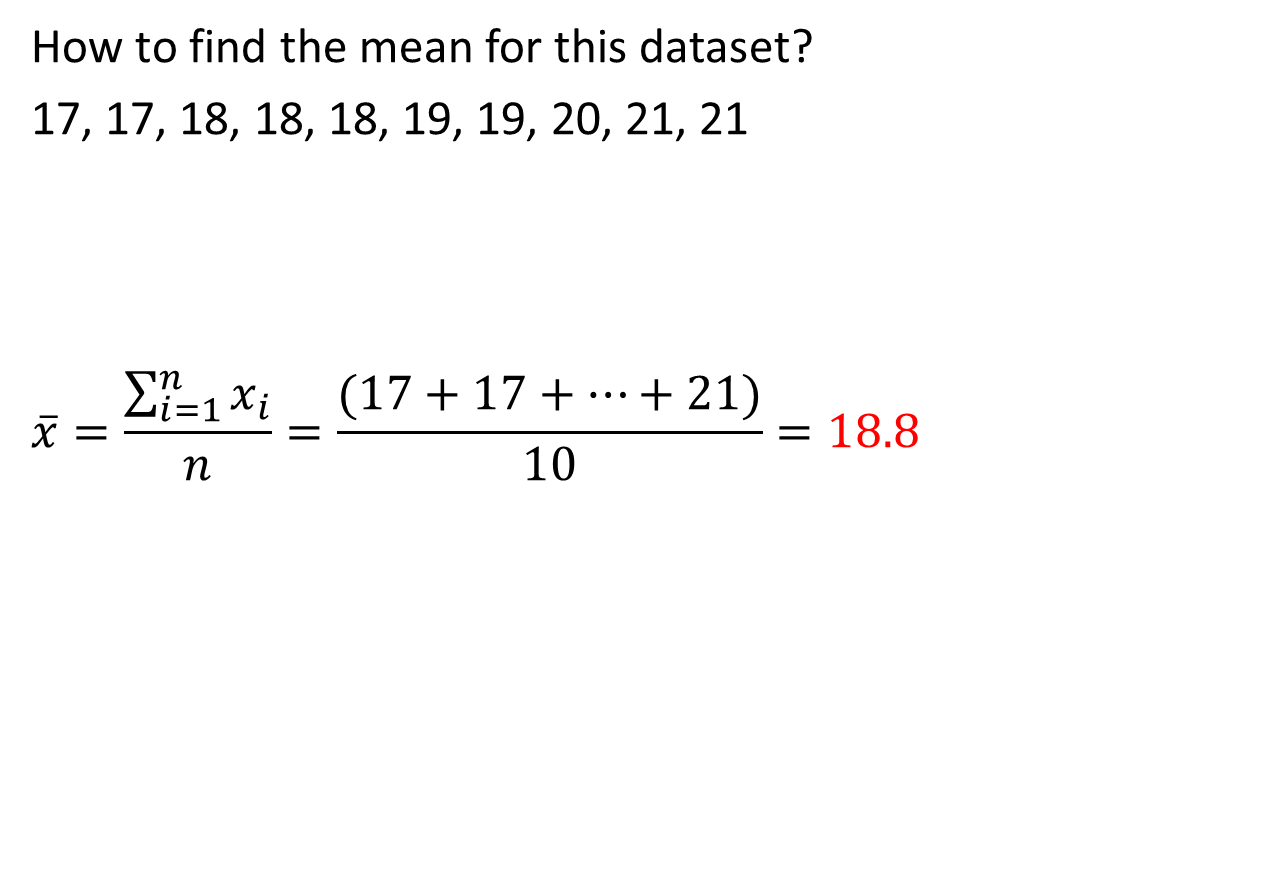 How to find the mean for this dataset?
17, 17, 18, 18, 18, 19, 19, 20, 21, 21
x̄ = ∑ⁿᵢ₌₁ xᵢ / n = (17 + 17 + ⋯ + 21) / 10 = 18.8